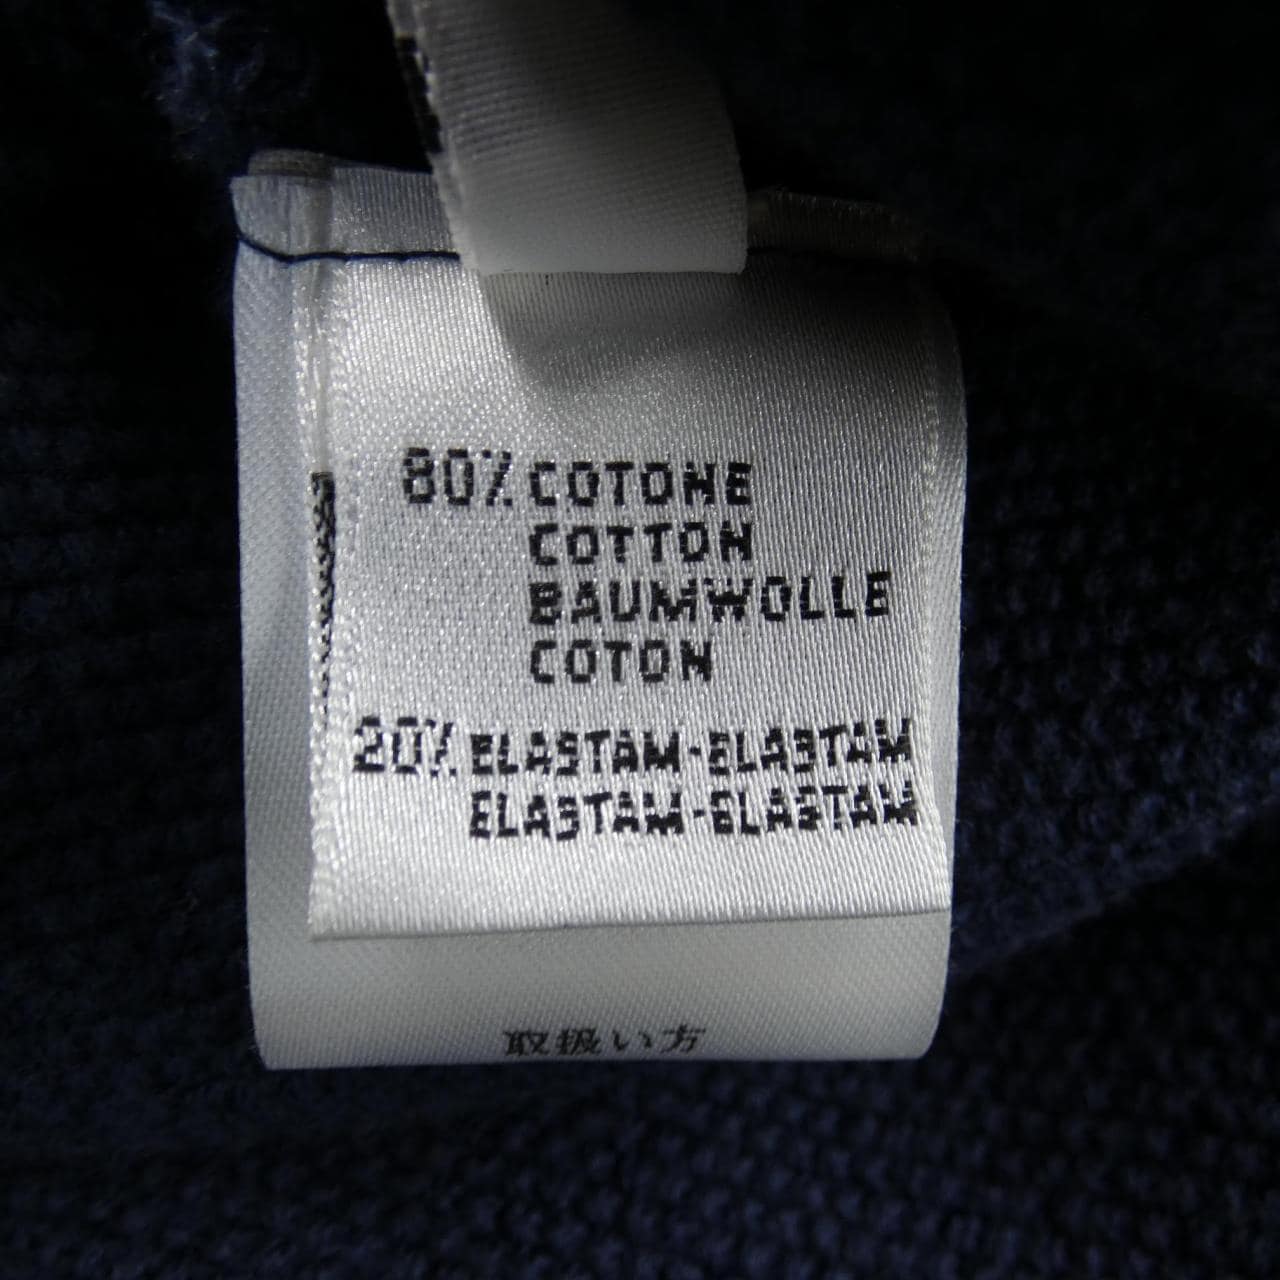 80% COTONE
COTTON
BAUMWOLLE
COTON
20% ELASTAM-ELASTAM
ELASTAM-ELASTAM
取扱い方